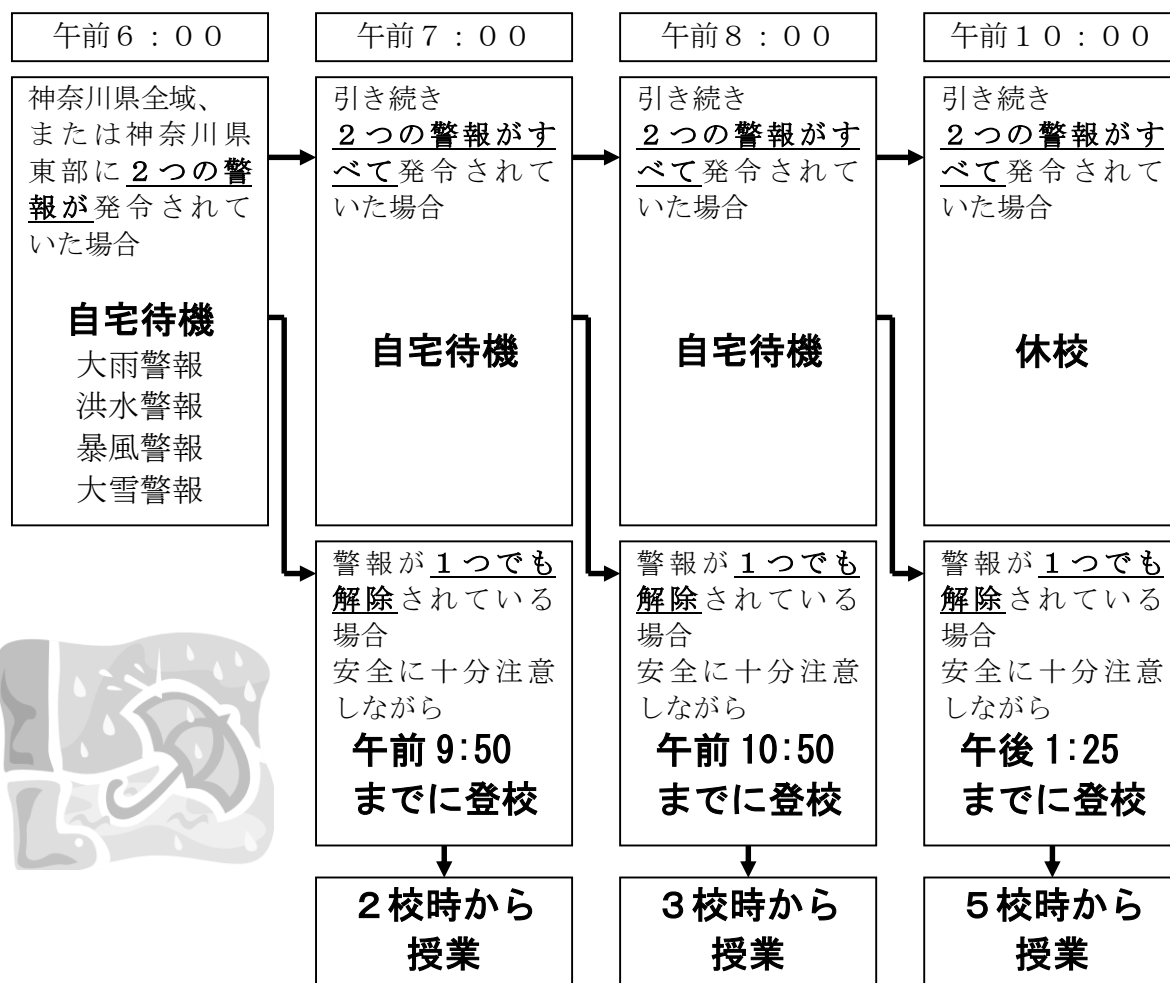 午前６：００
午前７：００
午前８：００
午前１０：００
神奈川県全域、
または神奈川県
東部に２つの警
報が発令されて
いた場合
自宅待機
大雨警報
洪水警報
暴風警報
大雪警報
引き続き
２つの警報がす
べて発令されて
いた場合
自宅待機
引き続き
２つの警報がす
べて発令されて
いた場合
自宅待機
引き続き
２つの警報がす
べて発令されて
いた場合
休校
警報が１つでも
解除されている
場合
安全に十分注意
しながら
午前 9:50
までに登校
警報が１つでも
解除されている
場合
安全に十分注意
しながら
午前 10:50
までに登校
警報が１つでも
解除されている
場合
安全に十分注意
しながら
午後 1:25
までに登校
２校時から
授業
３校時から
授業
５校時から
授業